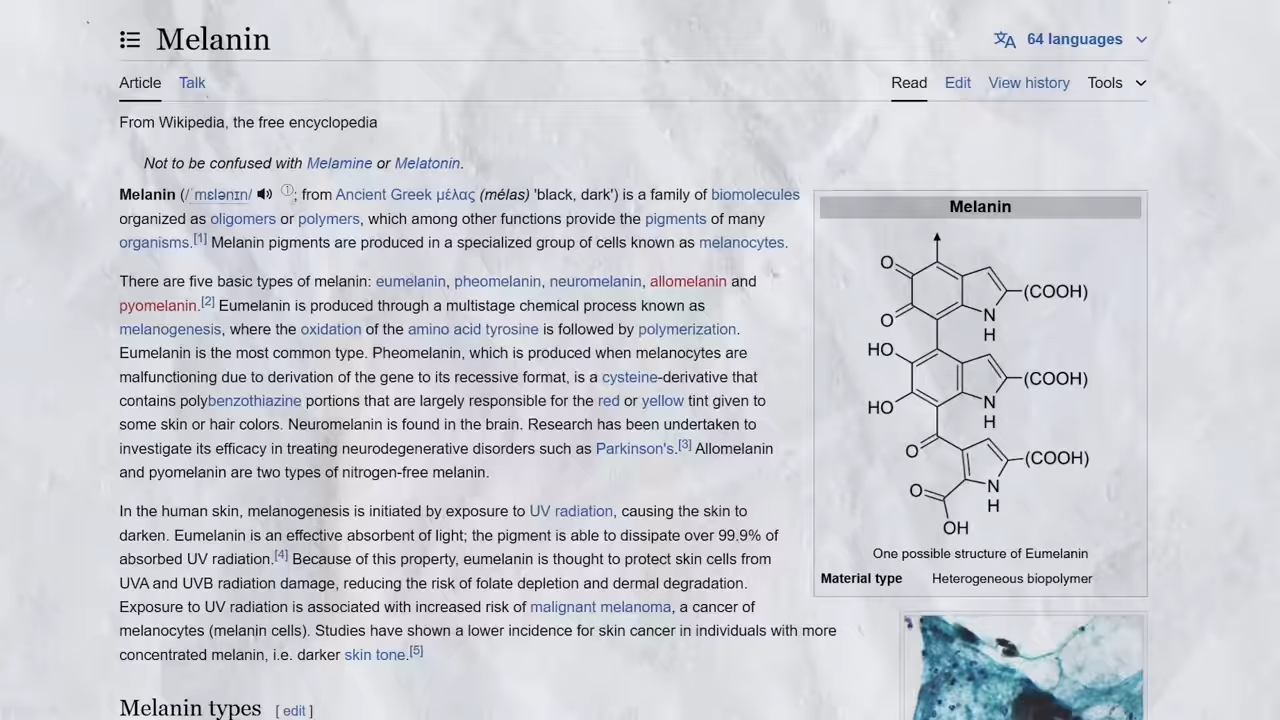 Melanin
64 languages
Article Talk
Read Edit View history Tools
From Wikipedia, the free encyclopedia
Not to be confused with Melamine or Melatonin.
Melanin (/ˈmɛlənɪn/ ⓘ; from Ancient Greek μέλας (mélas) 'black, dark') is a family of biomolecules
organized as oligomers or polymers, which among other functions provide the pigments of many
organisms.[1] Melanin pigments are produced in a specialized group of cells known as melanocytes.
There are five basic types of melanin: eumelanin, pheomelanin, neuromelanin, allomelanin and
pyomelanin.[2] Eumelanin is produced through a multistage chemical process known as
melanogenesis, where the oxidation of the amino acid tyrosine is followed by polymerization.
Eumelanin is the most common type. Pheomelanin, which is produced when melanocytes are
malfunctioning due to derivation of the gene to its recessive format, is a cysteine-derivative that
contains polybenzothiazine portions that are largely responsible for the red or yellow tint given to
some skin or hair colors. Neuromelanin is found in the brain. Research has been undertaken to
investigate its efficacy in treating neurodegenerative disorders such as Parkinson's.[3] Allomelanin
and pyomelanin are two types of nitrogen-free melanin.
In the human skin, melanogenesis is initiated by exposure to UV radiation, causing the skin to
darken. Eumelanin is an effective absorbent of light; the pigment is able to dissipate over 99.9% of
absorbed UV radiation.[4] Because of this property, eumelanin is thought to protect skin cells from
UVA and UVB radiation damage, reducing the risk of folate depletion and dermal degradation.
Exposure to UV radiation is associated with increased risk of malignant melanoma, a cancer of
melanocytes (melanin cells). Studies have shown a lower incidence for skin cancer in individuals with more
concentrated melanin, i.e. darker skin tone.[5]
Melanin types [ edit ]
Melanin
O
(COOH)
O
N
H
HO
(COOH)
HO
N
H
O
(COOH)
O
N
H
OH
One possible structure of Eumelanin
Material type Heterogeneous biopolymer